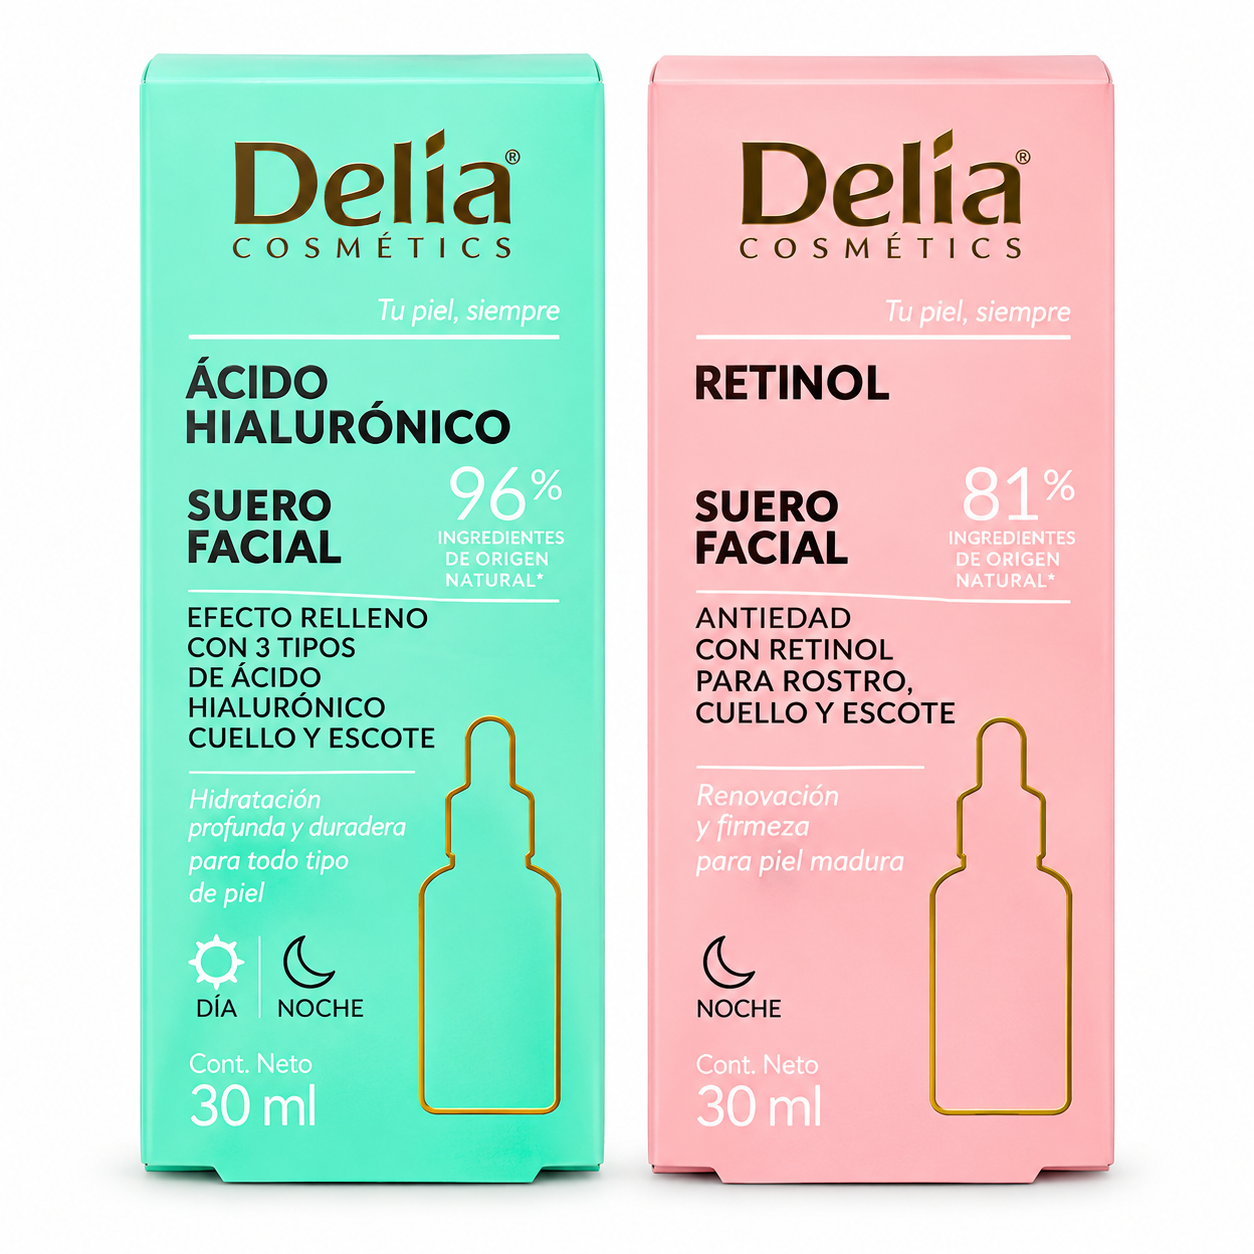 Delia®
COSMÉTICS
Tu piel, siempre
ÁCIDO
HIALURÓNICO
SUERO
FACIAL
96%
INGREDIENTES
DE ORIGEN
NATURAL*
EFECTO RELLENO
CON 3 TIPOS
DE ÁCIDO
HIALURÓNICO
CUELLO Y ESCOTE
Hidratación
profunda y duradera
para todo tipo
de piel
DÍA
NOCHE
Cont. Neto
30 ml
Delia®
COSMÉTICS
Tu piel, siempre
RETINOL
SUERO
FACIAL
81%
INGREDIENTES
DE ORIGEN
NATURAL*
ANTIEDAD
CON RETINOL
PARA ROSTRO,
CUELLO Y ESCOTE
Renovación
y firmeza
para piel madura
NOCHE
Cont. Neto
30 ml